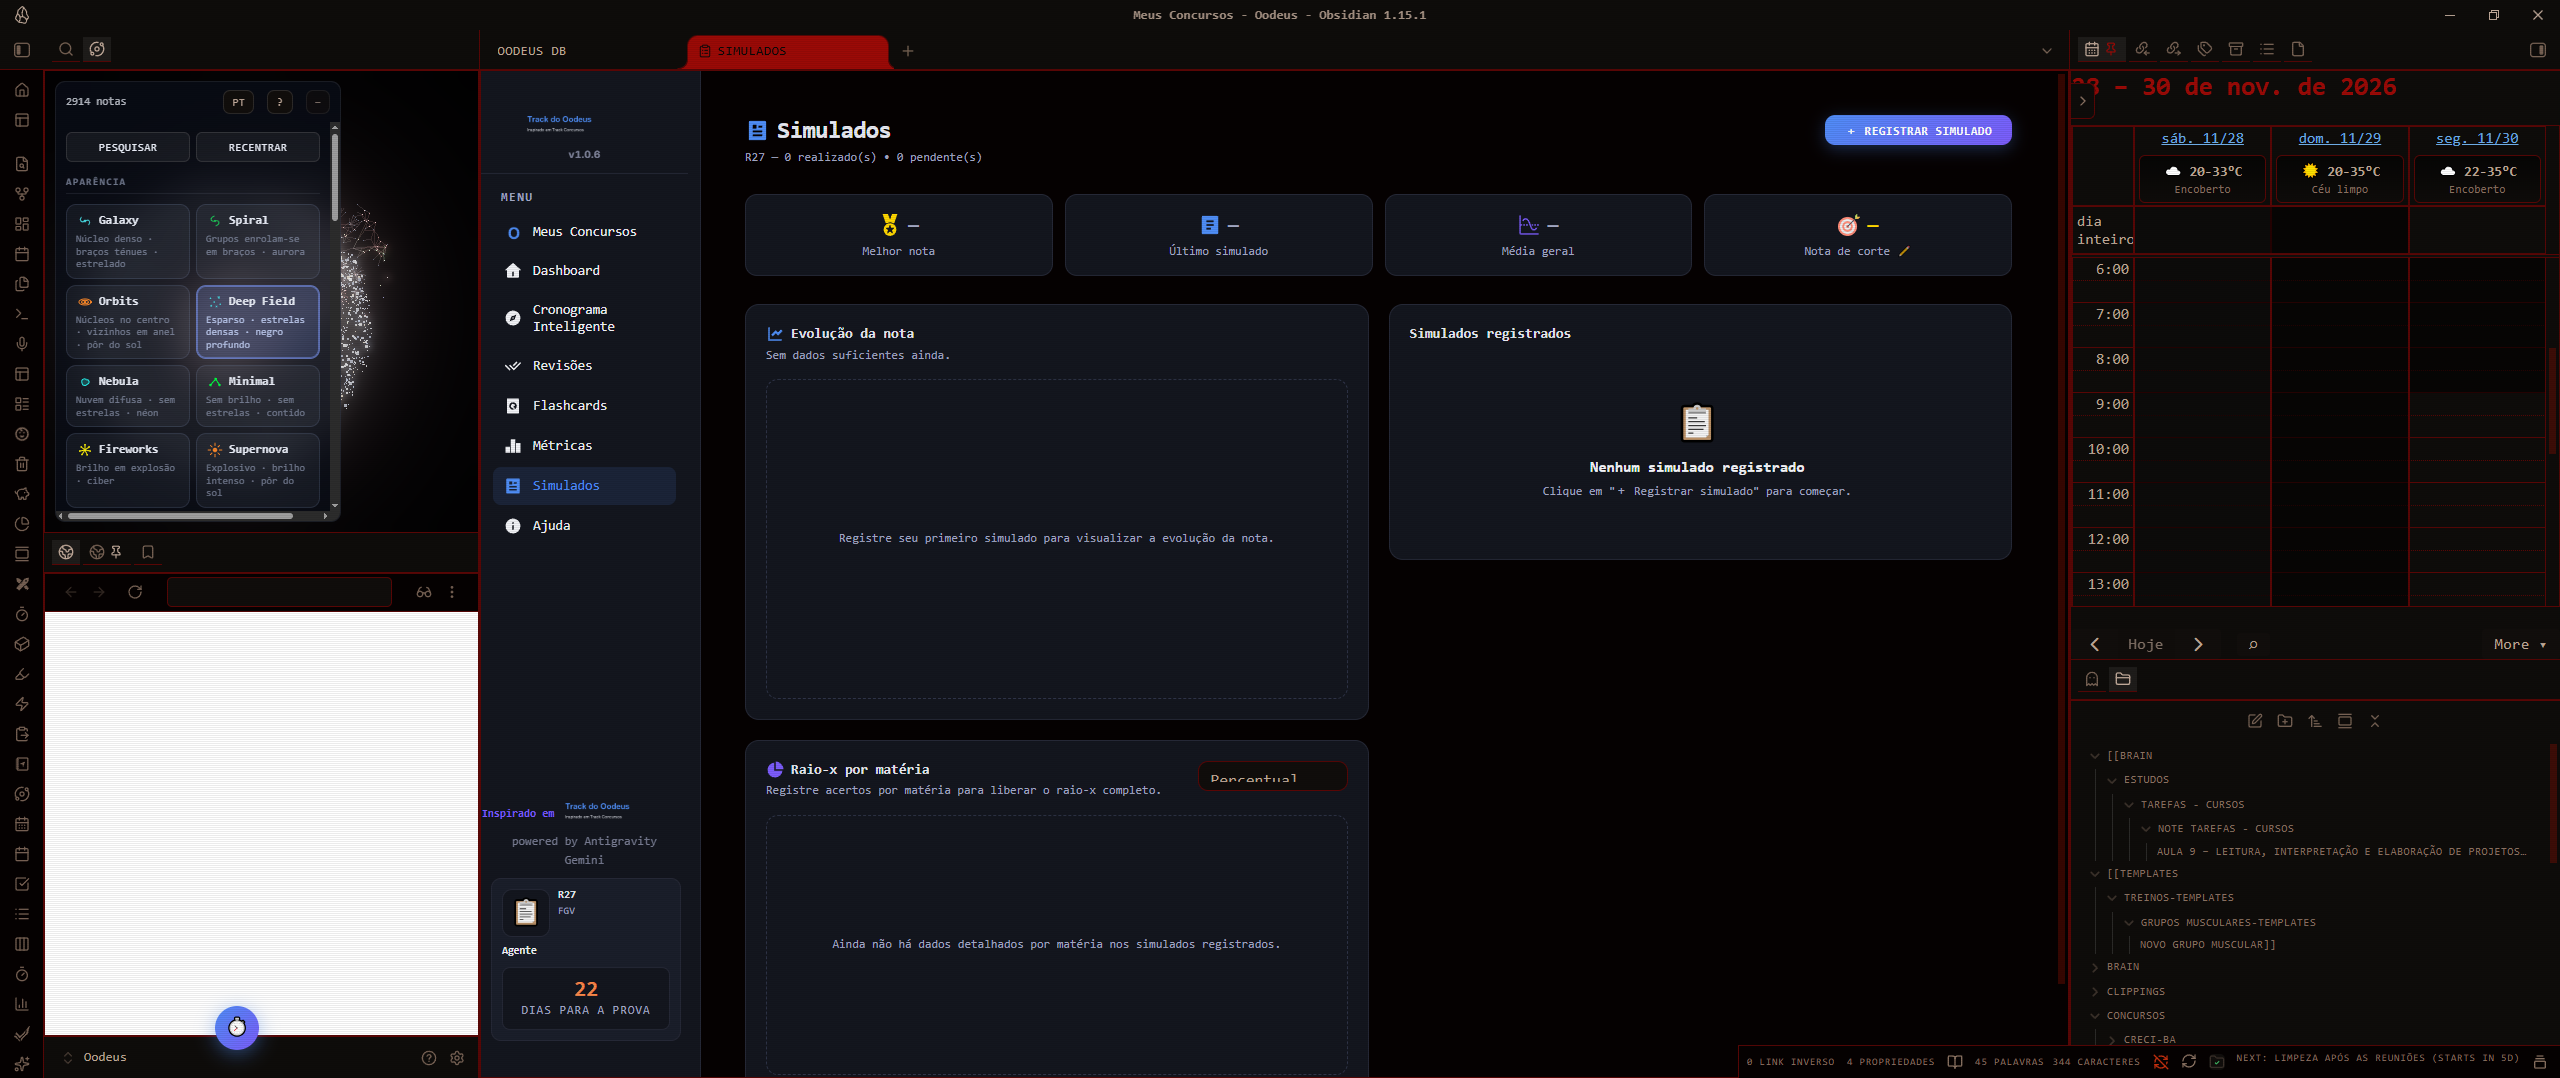 Meus Concursos - Oodeus - Obsidian 1.15.1
OODEUS DB
SIMULADOS
2914 notas
PT
?
PESQUISAR
RECENTRAR
APARÊNCIA
Galaxy
Núcleo denso ·
braços ténues ·
estrelado
Spiral
Grupos enrolam-se
em braços · aurora
Orbits
Núcleos no centro
· vizinhos em anel
· pôr do sol
Deep Field
Esparso · estrelas
densas · negro
profundo
Nebula
Nuvem difusa · sem
estrelas · néon
Minimal
Sem brilho · sem
estrelas · contido
Fireworks
Brilho em explosão
· ciber
Supernova
Explosivo · brilho
intenso · pôr do
sol
Oodeus
Track do Oodeus
Inspirado em Track Concursos
v1.0.6
MENU
Meus Concursos
Dashboard
Cronograma
Inteligente
Revisões
Flashcards
Métricas
Simulados
Ajuda
Inspirado em
Track do Oodeus
Inspirado em Track Concursos
powered by Antigravity
Gemini
R27
FGV
Agente
22
DIAS PARA A PROVA
Simulados
R27 — 0 realizado(s) • 0 pendente(s)
+ REGISTRAR SIMULADO
—
Melhor nota
—
Último simulado
—
Média geral
—
Nota de corte
Evolução da nota
Sem dados suficientes ainda.
Registre seu primeiro simulado para visualizar a evolução da nota.
Simulados registrados
Nenhum simulado registrado
Clique em "+ Registrar simulado" para começar.
Raio-x por matéria
Registre acertos por matéria para liberar o raio-x completo.
Percentual
Ainda não há dados detalhados por matéria nos simulados registrados.
28 – 30 de nov. de 2026
sáb. 11/28
dom. 11/29
seg. 11/30
20-33ºC
Encoberto
20-35ºC
Céu limpo
22-35ºC
Encoberto
dia
inteiro
6:00
7:00
8:00
9:00
10:00
11:00
12:00
13:00
Hoje
More ▾
[[BRAIN
ESTUDOS
TAREFAS - CURSOS
NOTE TAREFAS - CURSOS
AULA 9 – LEITURA, INTERPRETAÇÃO E ELABORAÇÃO DE PROJETOS…
[[TEMPLATES
TREINOS-TEMPLATES
GRUPOS MUSCULARES-TEMPLATES
NOVO GRUPO MUSCULAR]]
BRAIN
CLIPPINGS
CONCURSOS
CRECI-BA
0 LINK INVERSO
4 PROPRIEDADES
45 PALAVRAS
344 CARACTERES
NEXT: LIMPEZA APÓS AS REUNIÕES (STARTS IN 5D)